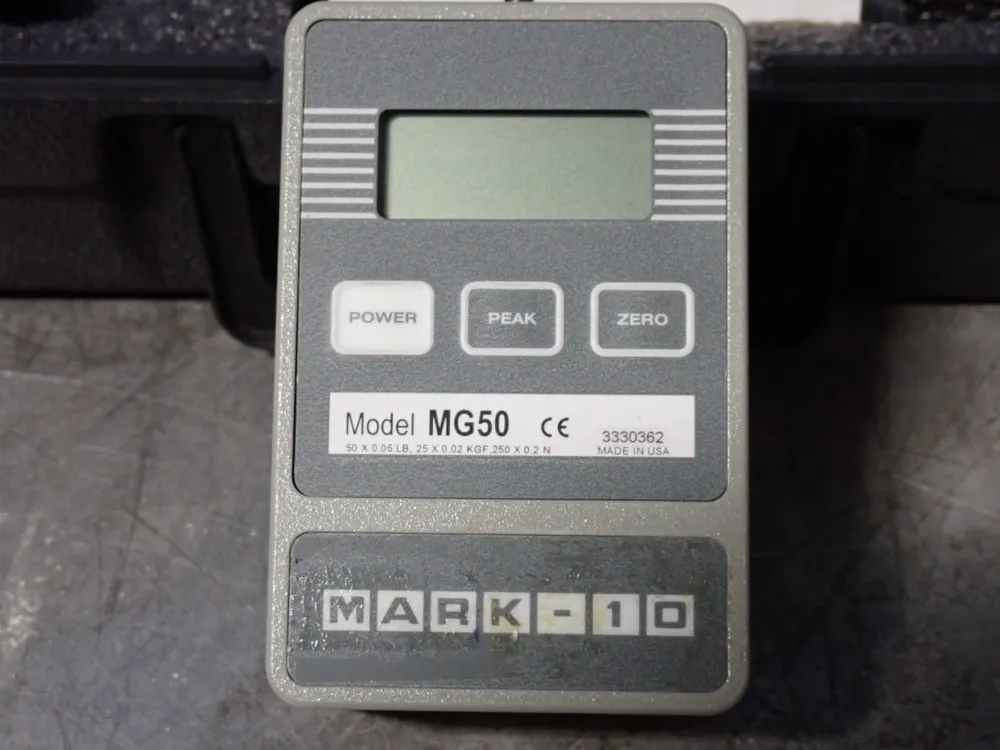 POWER PEAK ZERO
Model MG50 CE 3330362
50 X 0.05 LB, 25 X 0.02 KGF,250 X 0.2 N MADE IN USA
MARK-10